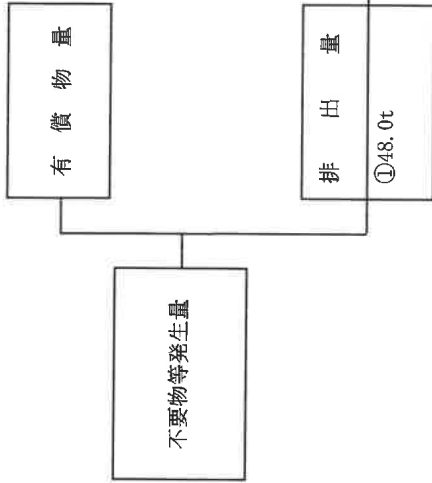 有償物量
不要物等発生量
排出量
①48.0t